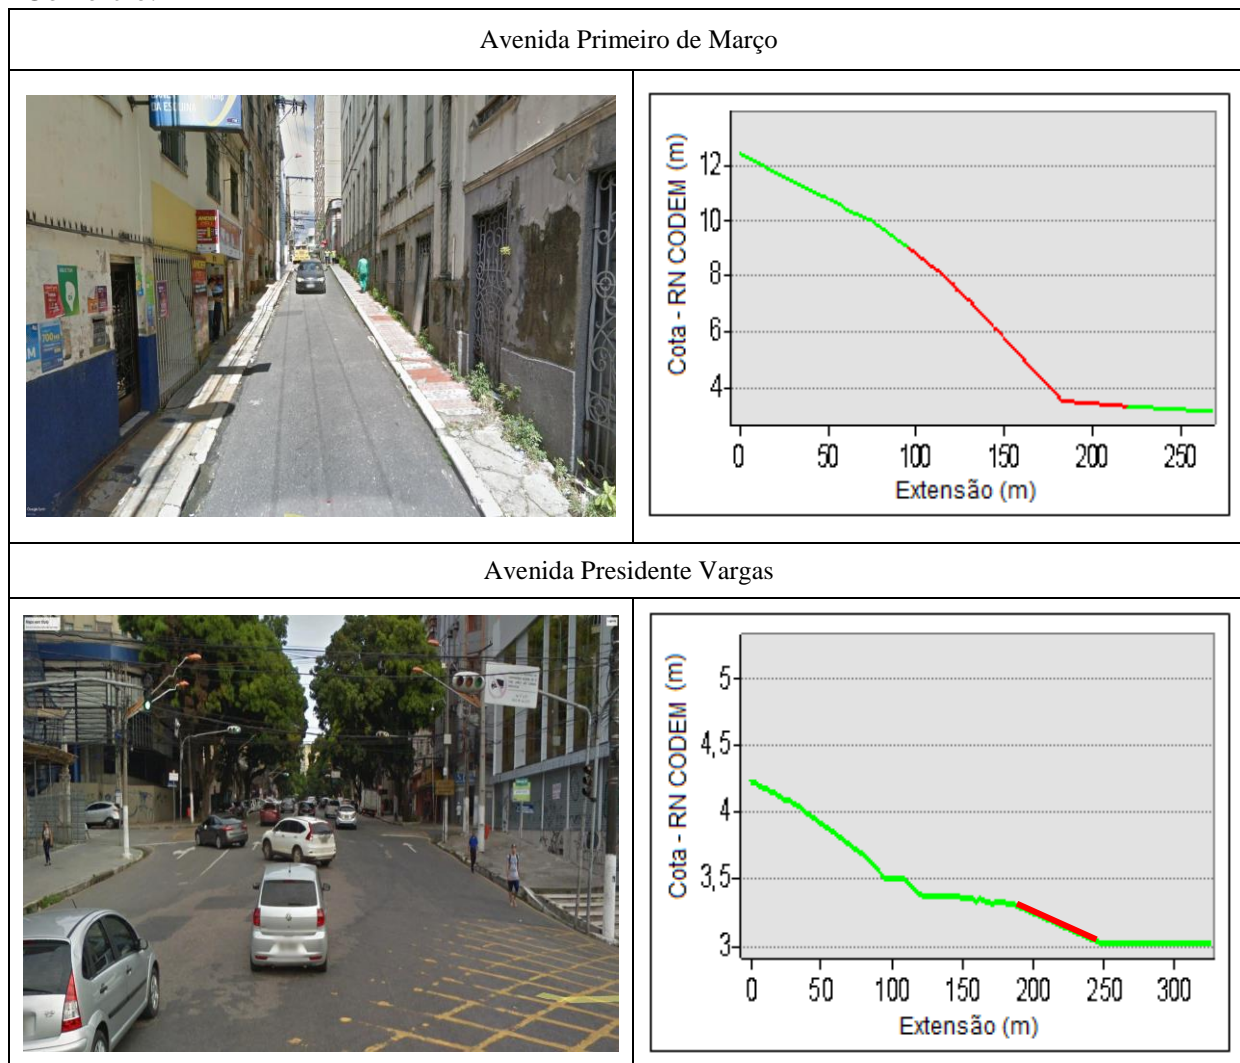 Avenida Primeiro de Março
DA ESQUINA
Cota - RN CODEM (m)
12
10
8
6
4
0 50 100 150 200 250
Extensão (m)
Avenida Presidente Vargas
Cota - RN CODEM (m)
5
4,5
4
3,5
3
0 50 100 150 200 250 300
Extensão (m)